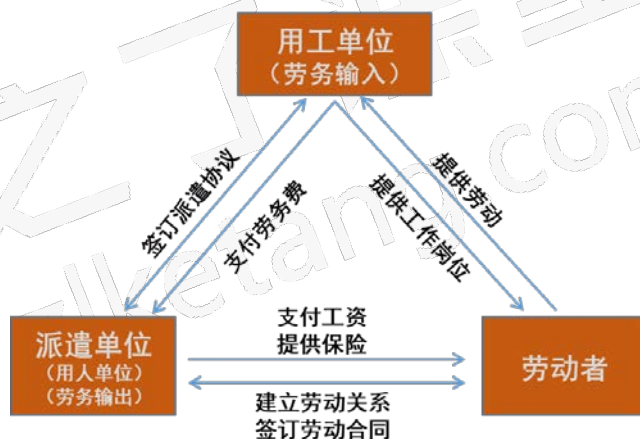 用工单位
（劳务输入）
签订派遣协议
支付劳务费
提供工作岗位
提供劳动
派遣单位
（用人单位）
（劳务输出）
支付工资
提供保险
建立劳动关系
签订劳动合同
劳动者
zlketang.com